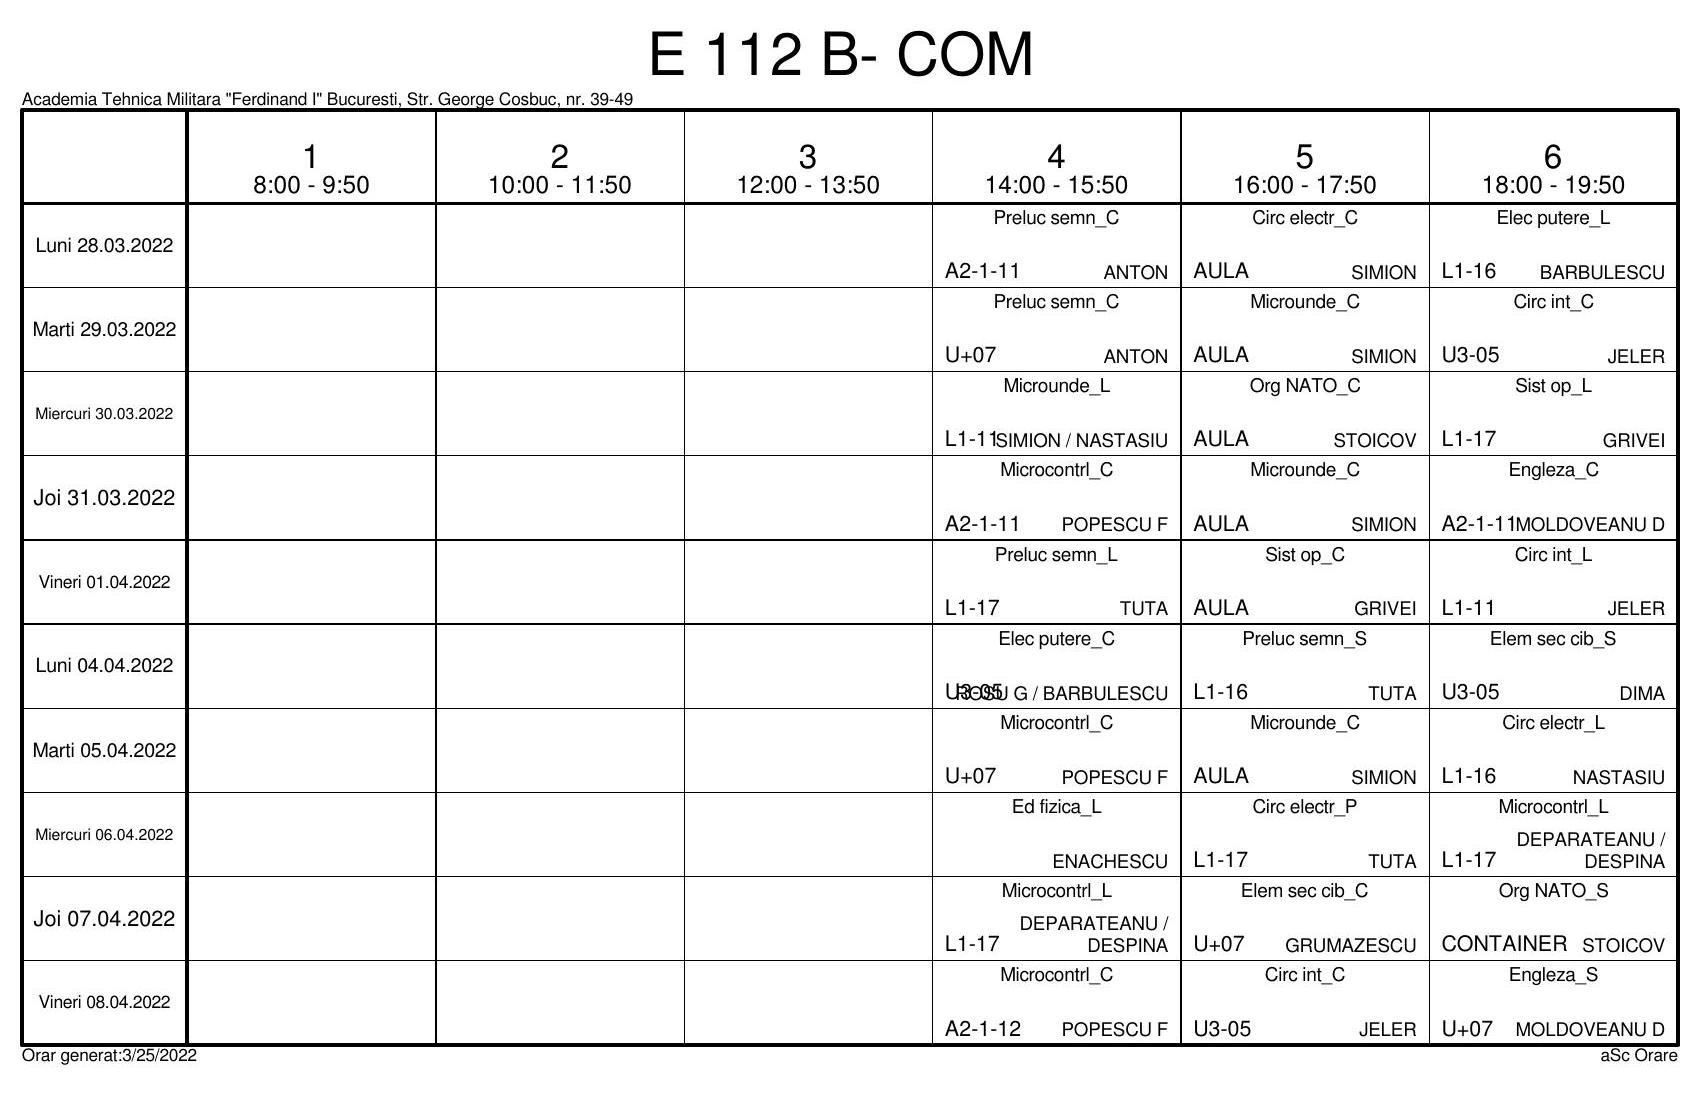 E 112 B- COM
Academia Tehnica Militara "Ferdinand I" Bucuresti, Str. George Cosbuc, nr. 39-49
1 2 3 4 5 6
8:00 - 9:50 10:00 - 11:50 12:00 - 13:50 14:00 - 15:50 16:00 - 17:50 18:00 - 19:50
Preluc semn_C Circ electr_C Elec putere_L
Luni 28.03.2022
A2-1-11 ANTON AULA SIMION L1-16 BARBULESCU
Preluc semn_C Microunde_C Circ int_C
Marti 29.03.2022
U+07 ANTON AULA SIMION U3-05 JELER
Microunde_L Org NATO_C Sist op_L
Miercuri 30.03.2022
L1-11 SIMION / NASTASIU AULA STOICOV L1-17 GRIVEI
Microcontrl_C Microunde_C Engleza_C
Joi 31.03.2022
A2-1-11 POPESCU F AULA SIMION A2-1-11 MOLDOVEANU D
Preluc semn_L Sist op_C Circ int_L
Vineri 01.04.2022
L1-17 TUTA AULA GRIVEI L1-11 JELER
Elec putere_C Preluc semn_S Elem sec cib_S
Luni 04.04.2022
U3-05 ROSU G / BARBULESCU L1-16 TUTA U3-05 DIMA
Microcontrl_C Microunde_C Circ electr_L
Marti 05.04.2022
U+07 POPESCU F AULA SIMION L1-16 NASTASIU
Ed fizica_L Circ electr_P Microcontrl_L
Miercuri 06.04.2022
DEPARATEANU /
ENACHESCU L1-17 TUTA L1-17 DESPINA
Microcontrl_L Elem sec cib_C Org NATO_S
Joi 07.04.2022
DEPARATEANU /
L1-17 DESPINA U+07 GRUMAZESCU CONTAINER STOICOV
Microcontrl_C Circ int_C Engleza_S
Vineri 08.04.2022
A2-1-12 POPESCU F U3-05 JELER U+07 MOLDOVEANU D
Orar generat:3/25/2022 aSc Orare